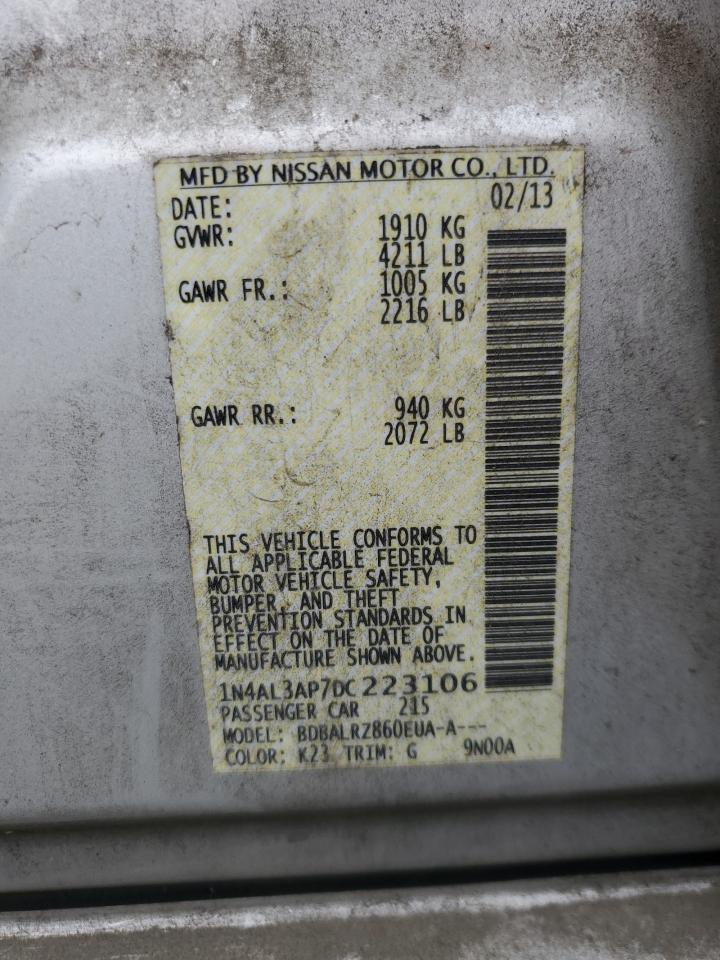 MFD BY NISSAN MOTOR CO., LTD.
DATE: 02/13
GVWR: 1910 KG
4211 LB
GAWR FR.: 1005 KG
2216 LB
GAWR RR.: 940 KG
2072 LB
THIS VEHICLE CONFORMS TO
ALL APPLICABLE FEDERAL
MOTOR VEHICLE SAFETY,
BUMPER, AND THEFT
PREVENTION STANDARDS IN
EFFECT ON THE DATE OF
MANUFACTURE SHOWN ABOVE.
1N4AL3AP7DC223106
PASSENGER CAR 215
MODEL: BDBALRZ860EUA-A---
COLOR: K23 TRIM: G 9N00A